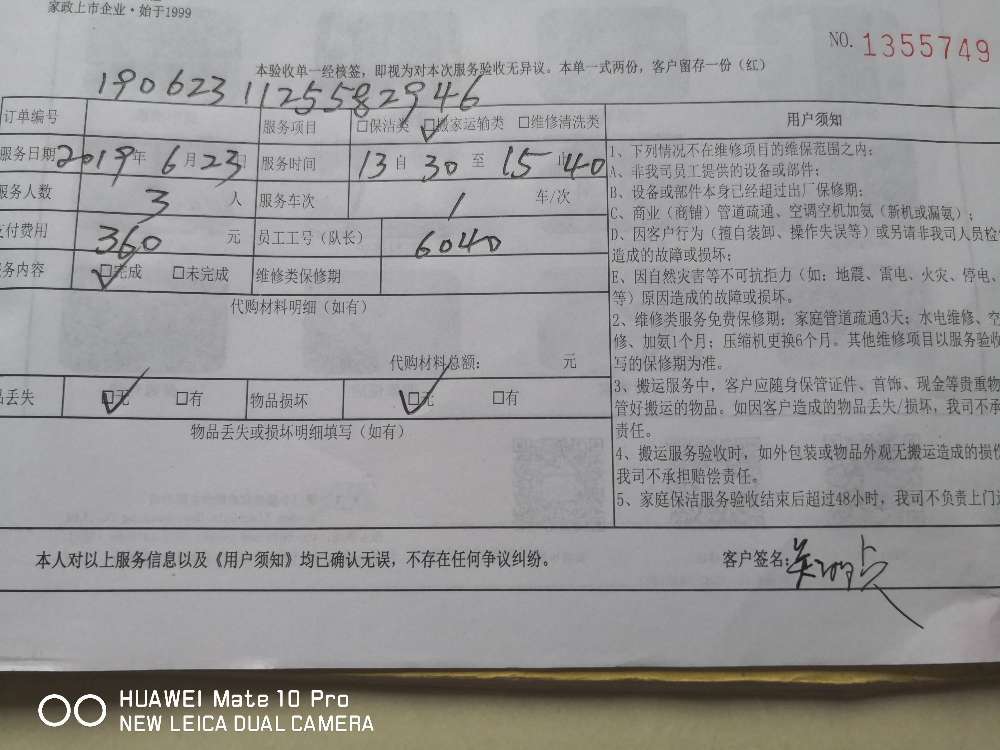 家政上市企业·始于1999
NO. 1355749
本验收单一经核签，即视为对本次服务验收无异议。本单一式两份，客户留存一份（红）
1906231125582946
订单编号 服务项目 □保洁类 ☑搬家运输类 □维修清洗类
服务日期 2019年 6月23日 服务时间 13自30至15止40
服务人数 3 人 服务车次 1 车/次
支付费用 360 元 员工工号（队长） 6040
务内容 ☑完成 □未完成 维修类保修期
代购材料明细（如有）
代购材料总额： 元
品丢失 ☑无 □有 物品损坏 ☑无 □有
物品丢失或损坏明细填写（如有）
用户须知
1、下列情况不在维修项目的维保范围之内：
A、非我司员工提供的设备或部件；
B、设备或部件本身已经超过出厂保修期；
C、商业（商铺）管道疏通、空调空机加氨（新机或漏氨）；
D、因客户行为（擅自装卸、操作失误等）或另请非我司人员检
造成的故障或损坏；
E、因自然灾害等不可抗拒力（如：地震、雷电、火灾、停电、
等）原因造成的故障或损坏。
2、维修类服务免费保修期：家庭管道疏通3天；水电维修、空
修、加氨1个月；压缩机更换6个月。其他维修项目以服务验收
写的保修期为准。
3、搬运服务中，客户应随身保管证件、首饰、现金等贵重物
管好搬运的物品。如因客户造成的物品丢失/损坏，我司不承
责任。
4、搬运服务验收时，如外包装或物品外观无搬运造成的损伤
我司不承担赔偿责任。
5、家庭保洁服务验收结束后超过48小时，我司不负责上门
本人对以上服务信息以及《用户须知》均已确认无误，不存在任何争议纠纷。
客户签名：
HUAWEI Mate 10 Pro
NEW LEICA DUAL CAMERA